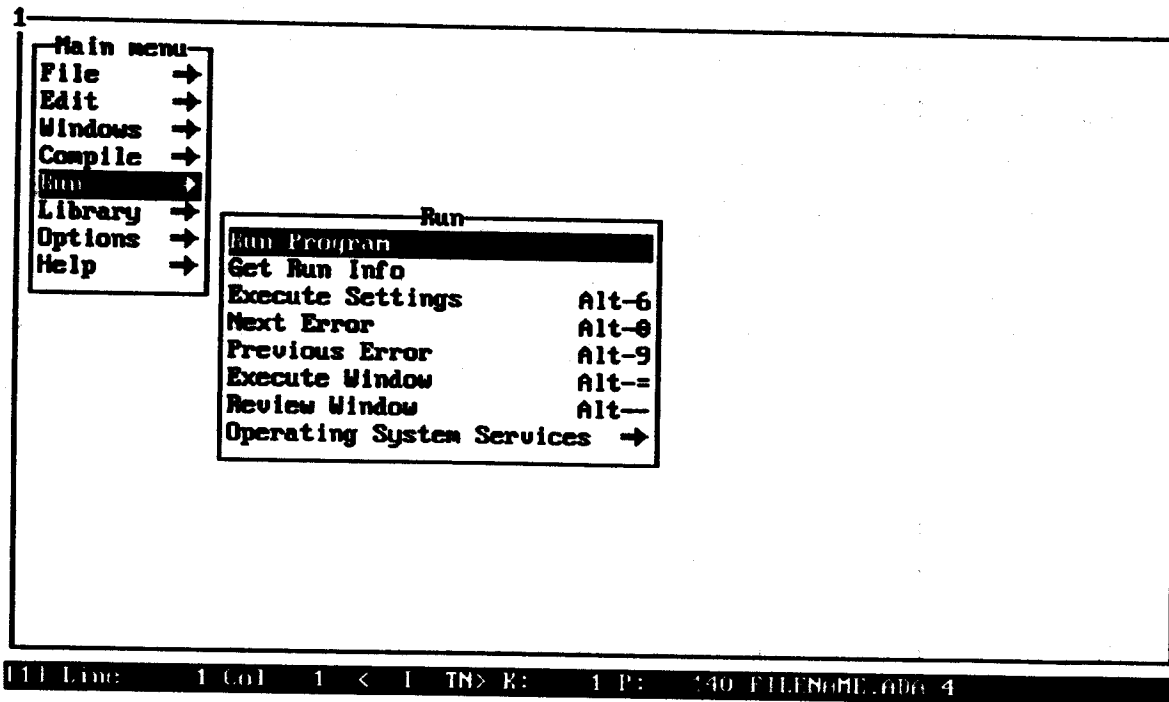 1
Main menu
File →
Edit →
Windows →
Compile →
Run →
Library →
Options →
Help →
Run
Run Program
Get Run Info
Execute Settings Alt-6
Next Error Alt-0
Previous Error Alt-9
Execute Window Alt-=
Review Window Alt--
Operating System Services →
[1] Line 1 Col 1 < I TN> K: 1 P: 40 FILENAME.ADA 4